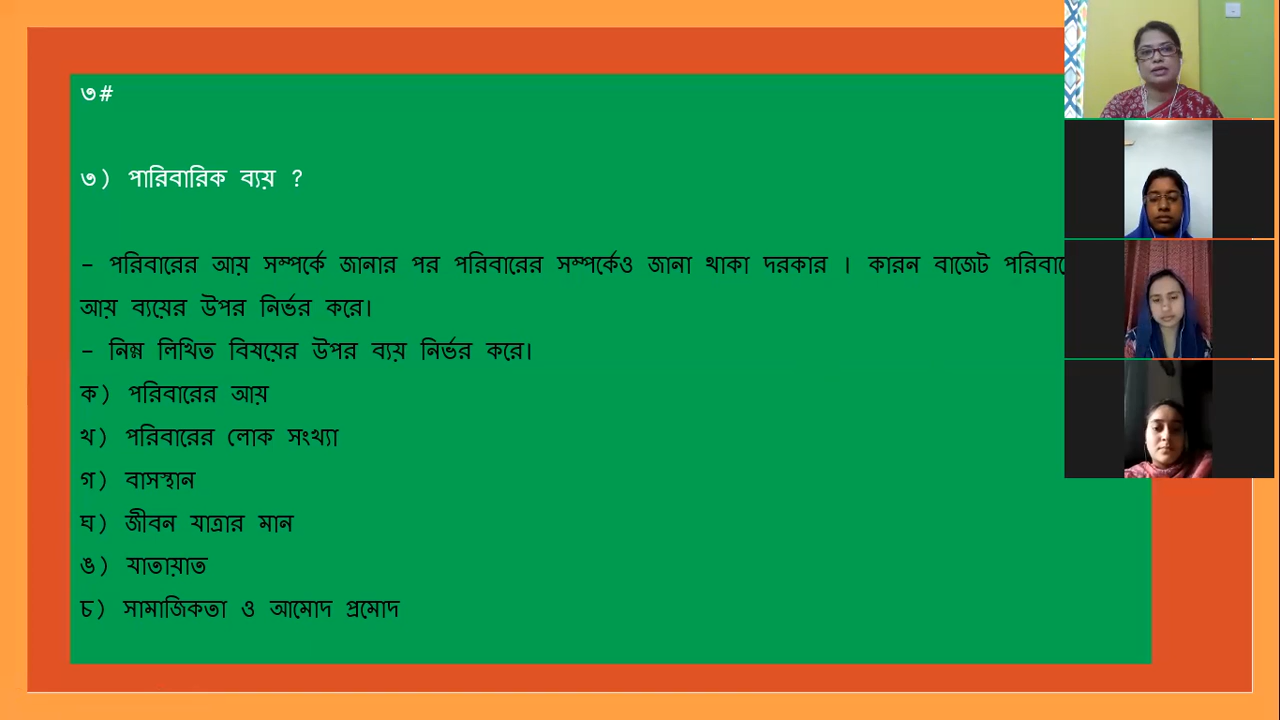 ৩#
৩) পারিবারিক ব্যয় ?
– পরিবারের আয় সম্পর্কে জানার পর পরিবারের সম্পর্কেও জানা থাকা দরকার । কারন বাজেট
আয় ব্যয়ের উপর নির্ভর করে।
– নিম্ন লিখিত বিষয়ের উপর ব্যয় নির্ভর করে।
ক) পরিবারের আয়
খ) পরিবারের লোক সংখ্যা
গ) বাসস্থান
ঘ) জীবন যাত্রার মান
ঙ) যাতায়াত
চ) সামাজিকতা ও আমোদ প্রমোদ